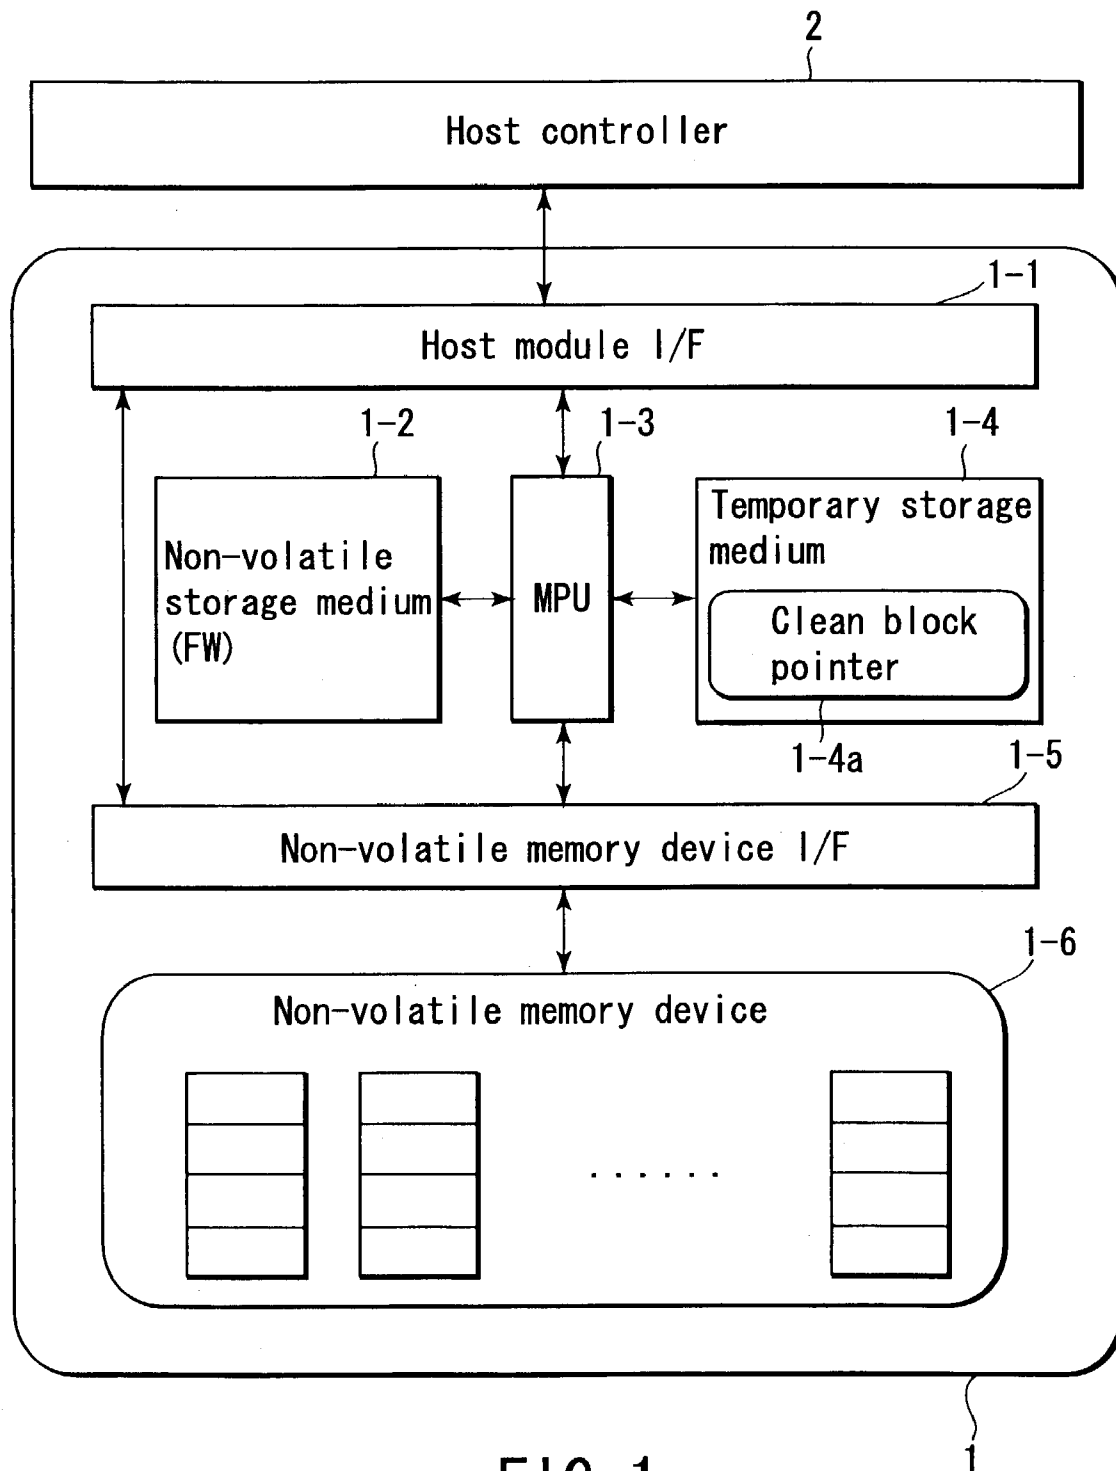 2
Host controller
1-1
Host module I/F
1-2
1-3
1-4
Non-volatile
storage medium
(FW)
MPU
Temporary storage
medium
Clean block
pointer
1-4a
1-5
Non-volatile memory device I/F
1-6
Non-volatile memory device
......
1
FIG. 1